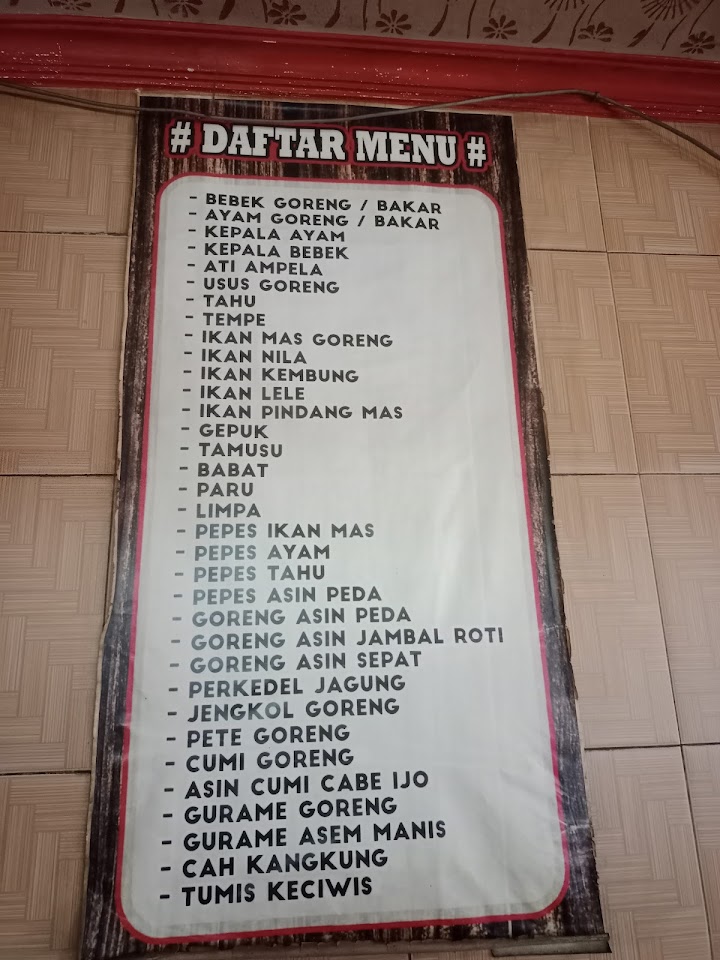 # DAFTAR MENU #
- BEBEK GORENG / BAKAR
- AYAM GORENG / BAKAR
- KEPALA AYAM
- KEPALA BEBEK
- ATI AMPELA
- USUS GORENG
- TAHU
- TEMPE
- IKAN MAS GORENG
- IKAN NILA
- IKAN KEMBUNG
- IKAN LELE
- IKAN PINDANG MAS
- GEPUK
- TAMUSU
- BABAT
- PARU
- LIMPA
- PEPES IKAN MAS
- PEPES AYAM
- PEPES TAHU
- PEPES ASIN PEDA
- GORENG ASIN PEDA
- GORENG ASIN JAMBAL ROTI
- GORENG ASIN SEPAT
- PERKEDEL JAGUNG
- JENGKOL GORENG
- PETE GORENG
- CUMI GORENG
- ASIN CUMI CABE IJO
- GURAME GORENG
- GURAME ASEM MANIS
- CAH KANGKUNG
- TUMIS KECIWIS